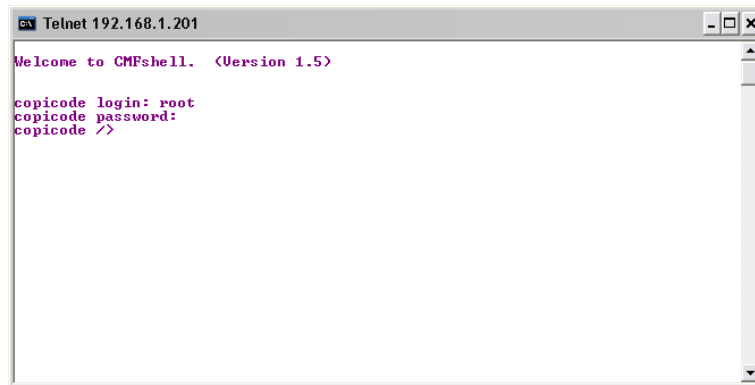 Telnet 192.168.1.201
Welcome to CMFshell.  (Version 1.5)
copicode login: root
copicode password:
copicode />